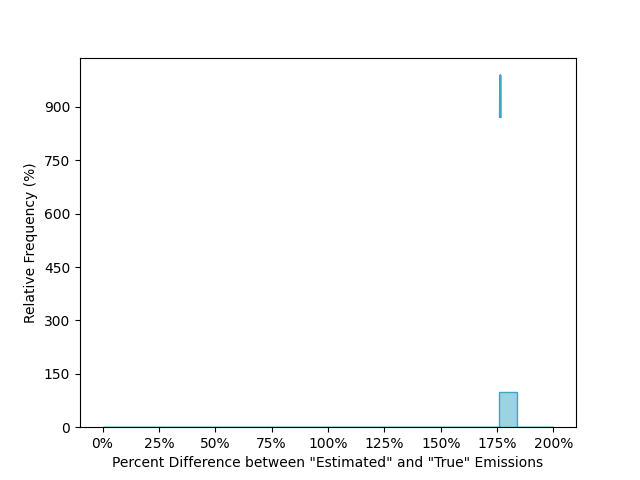 900
750
600
450
300
150
0
Relative Frequency (%)
0% 25% 50% 75% 100% 125% 150% 175% 200%
Percent Difference between "Estimated" and "True" Emissions